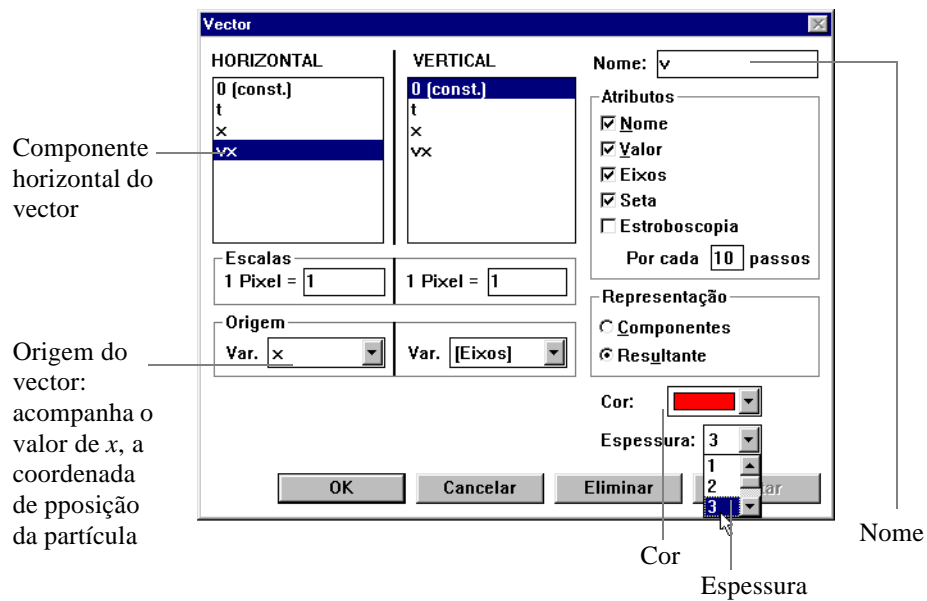 Vector
HORIZONTAL
0 (const.)
t
x
vx
VERTICAL
0 (const.)
t
x
vx
Nome: v
Atributos
Nome
Valor
Eixos
Seta
Estroboscopia
Por cada 10 passos
Escalas
1 Pixel = 1
1 Pixel = 1
Representação
Componentes
Resultante
Origem
Var. x
Var. [Eixos]
Cor:
Espessura: 3
1
2
3
OK
Cancelar
Eliminar
Componente
horizontal do
vector
Origem do
vector:
acompanha o
valor de x, a
coordenada
de pposição
da partícula
Nome
Cor
Espessura